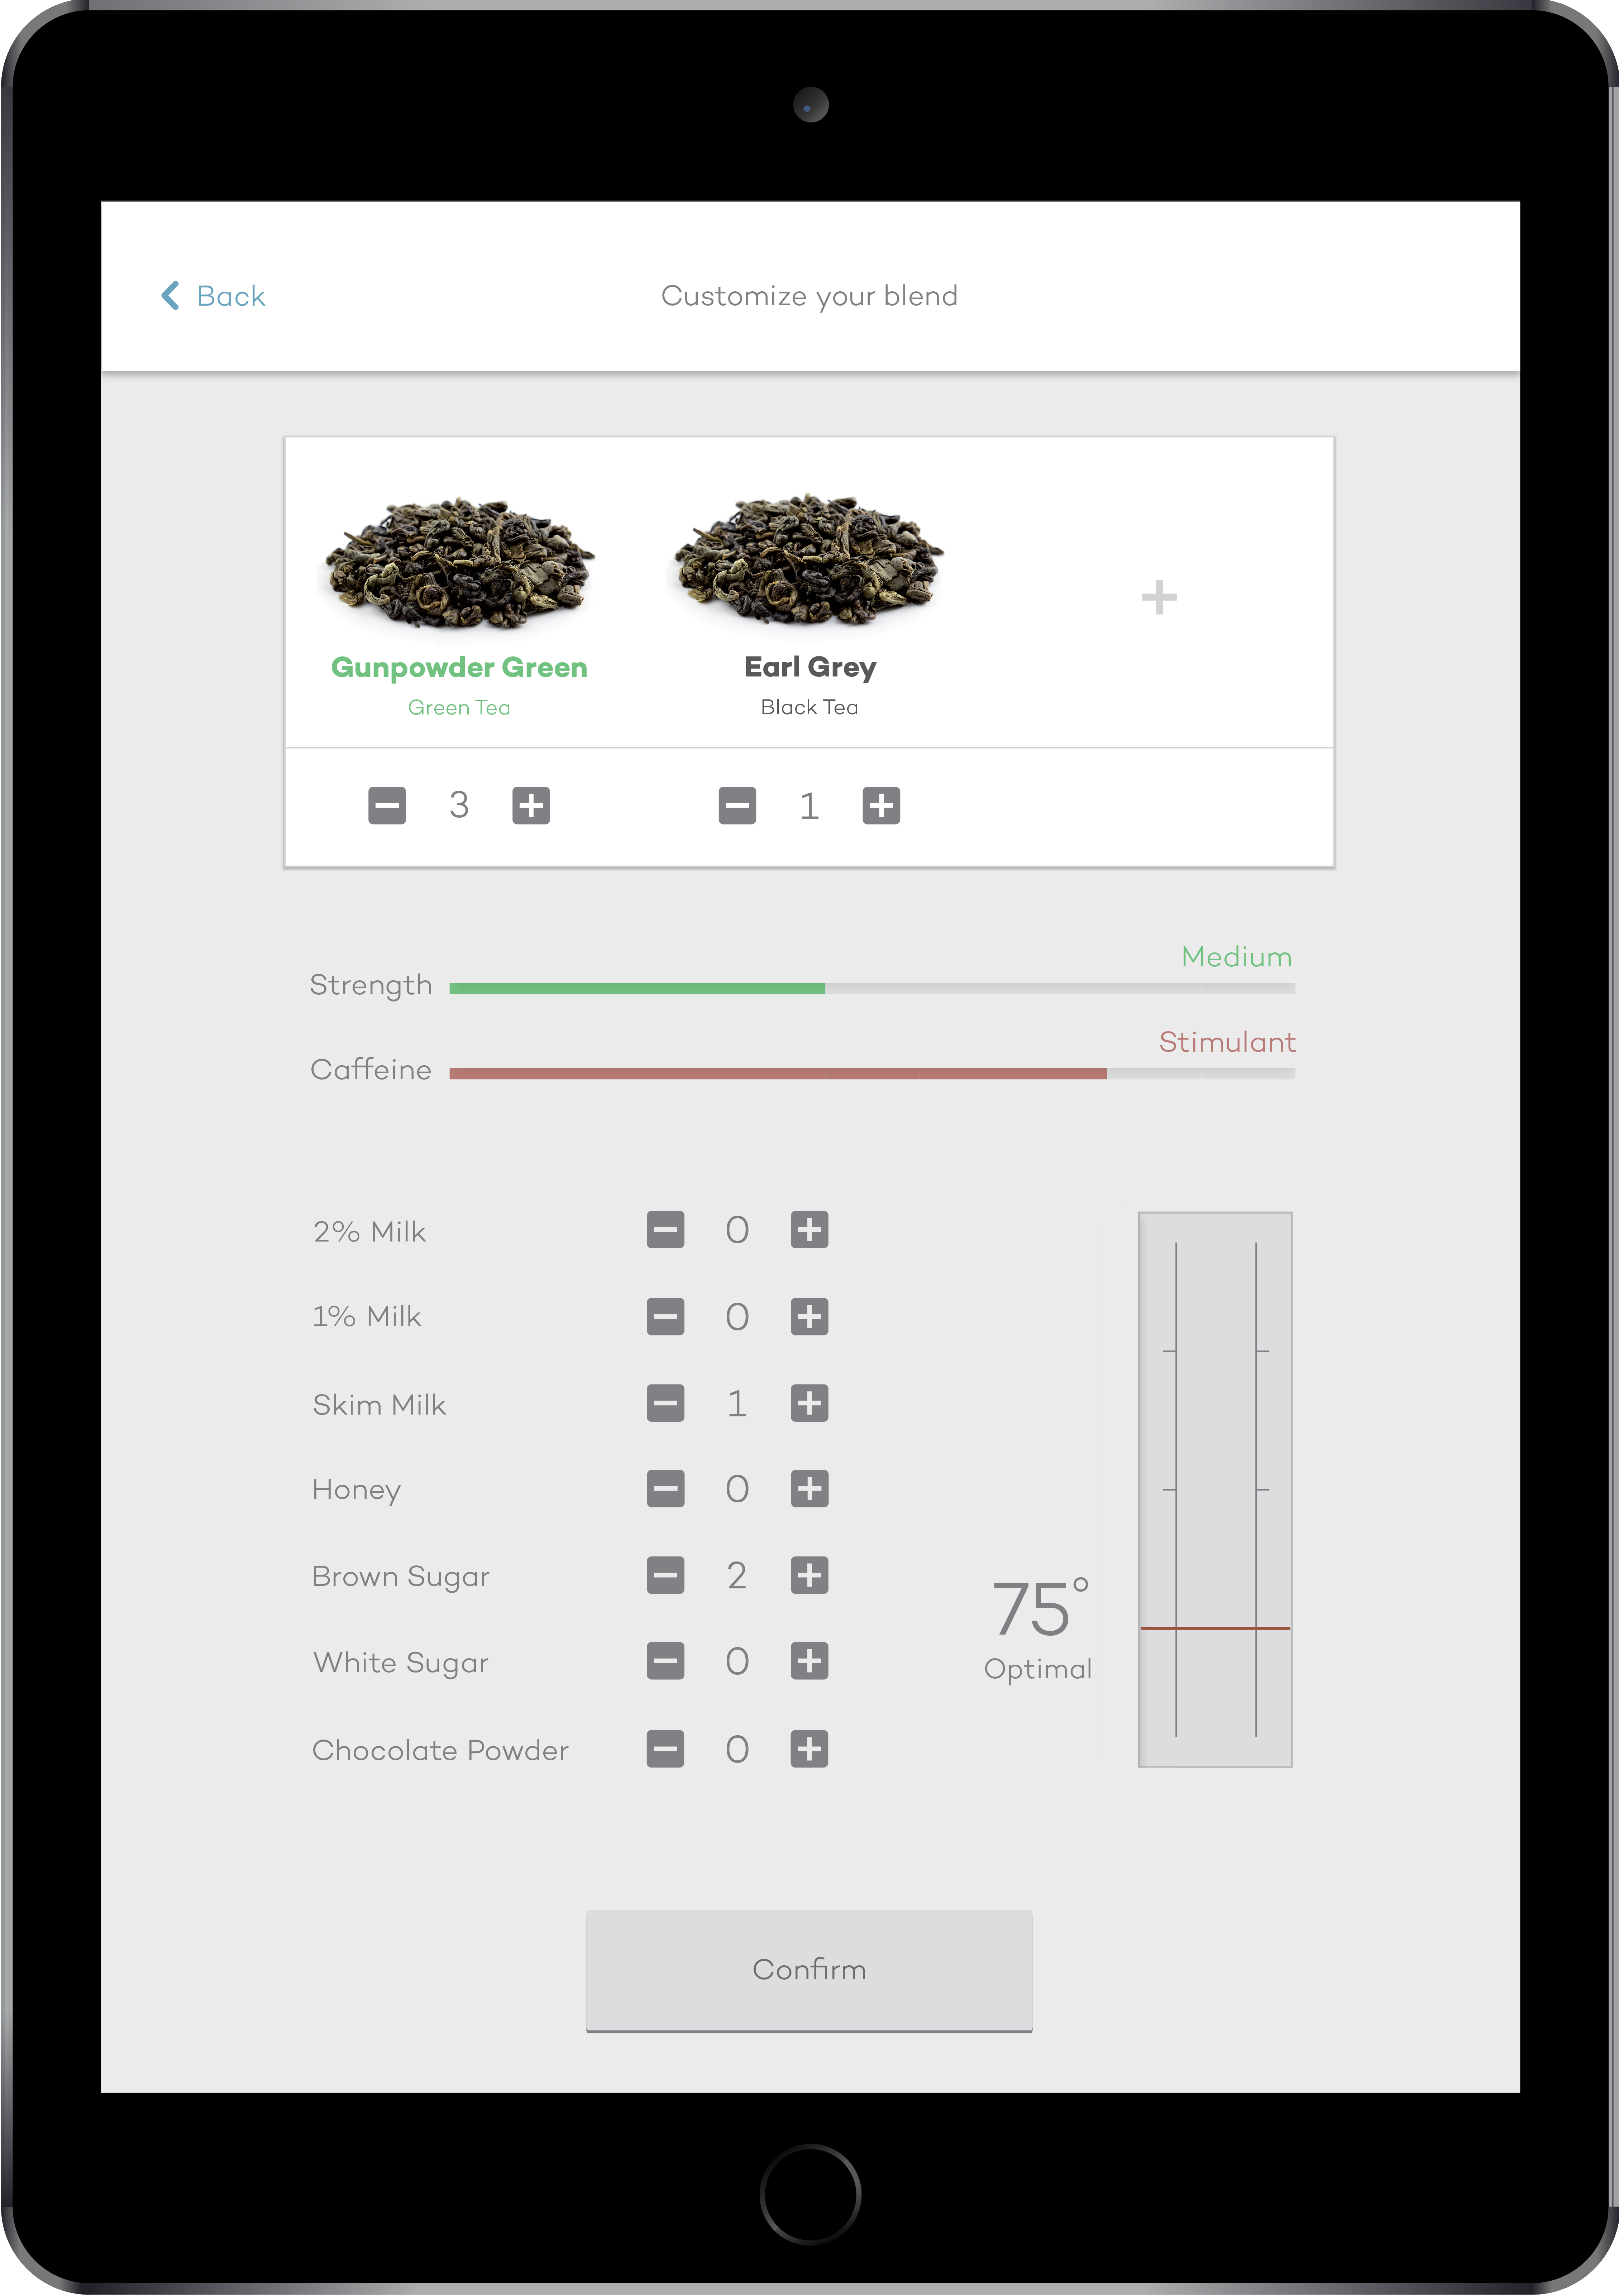 Back
Customize your blend
Gunpowder Green
Green Tea
Earl Grey
Black Tea
3
1
Medium
Strength
Stimulant
Caffeine
2% Milk 0
1% Milk 0
Skim Milk 1
Honey 0
Brown Sugar 2
White Sugar 0
Chocolate Powder 0
75°
Optimal
Confirm